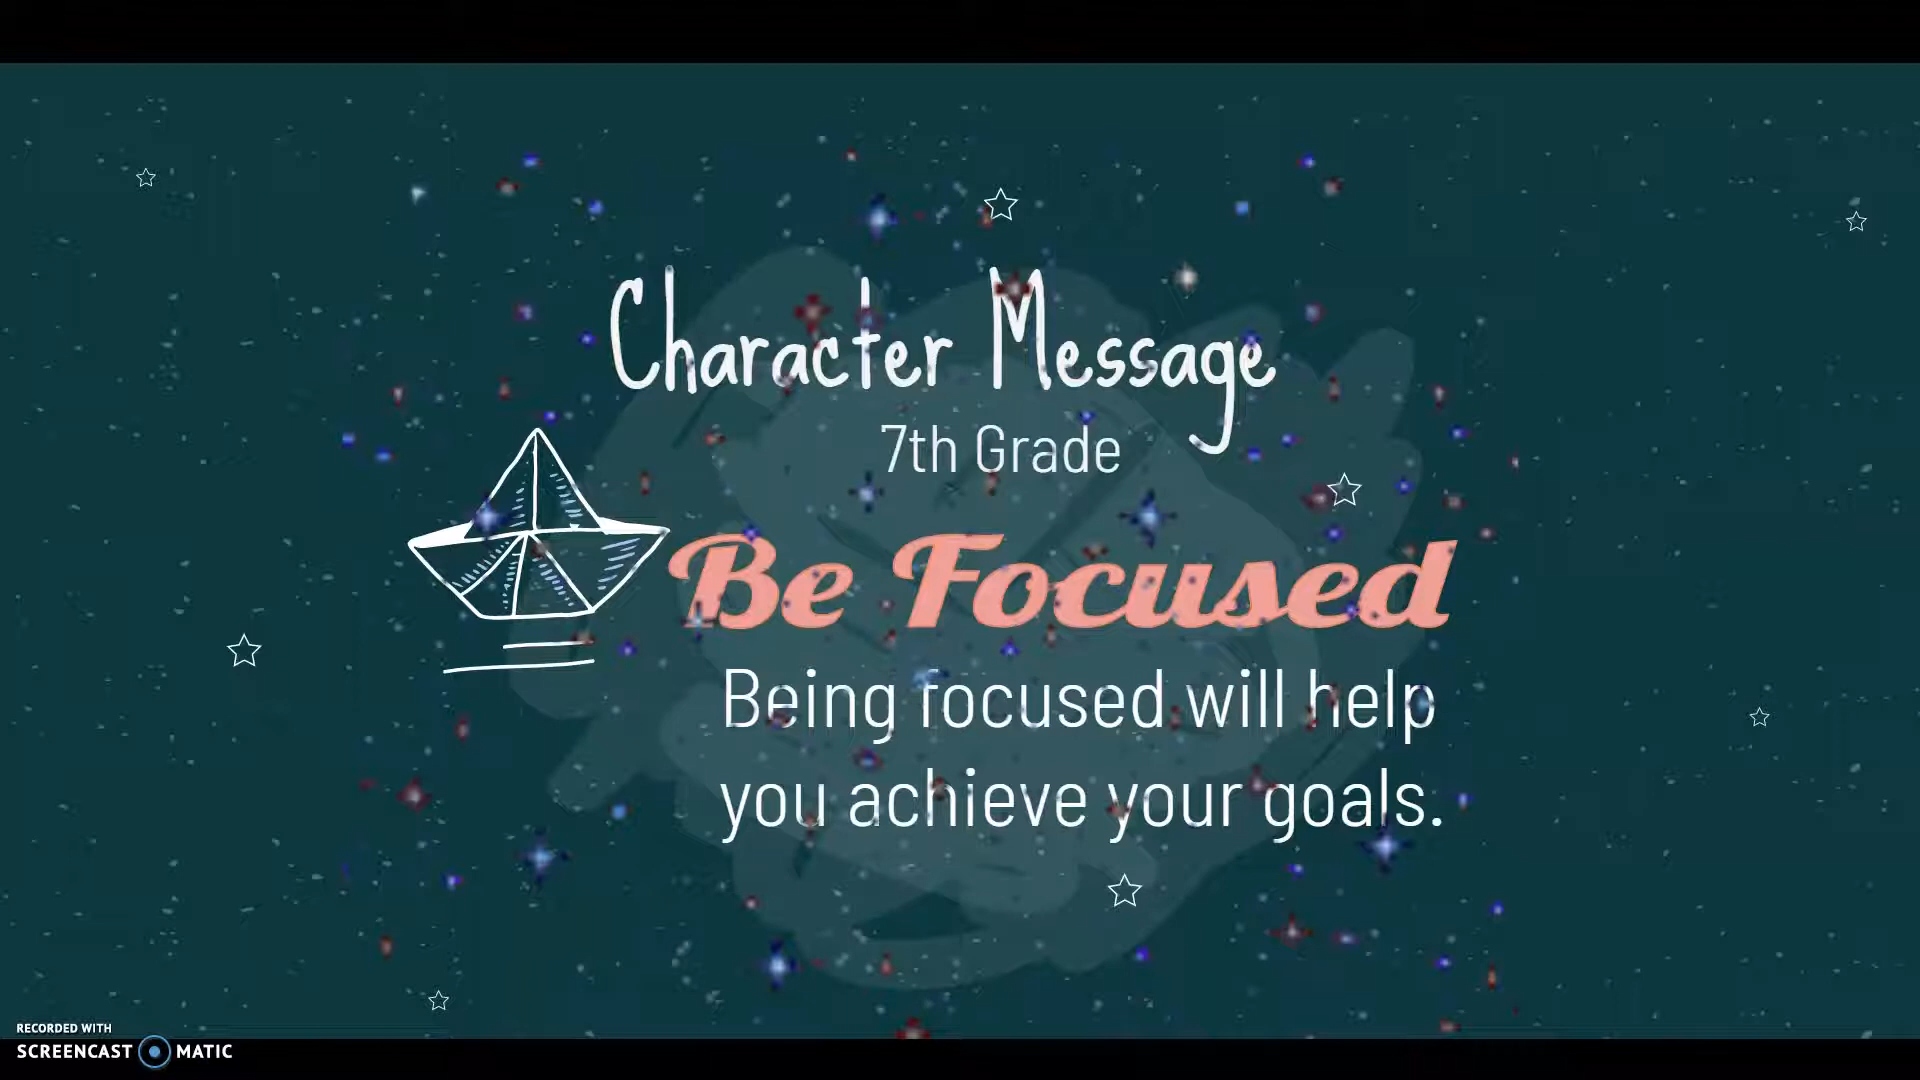 Character Message
7th Grade
Be Focused
Being focused will help
you achieve your goals.
RECORDED WITH
SCREENCAST MATIC